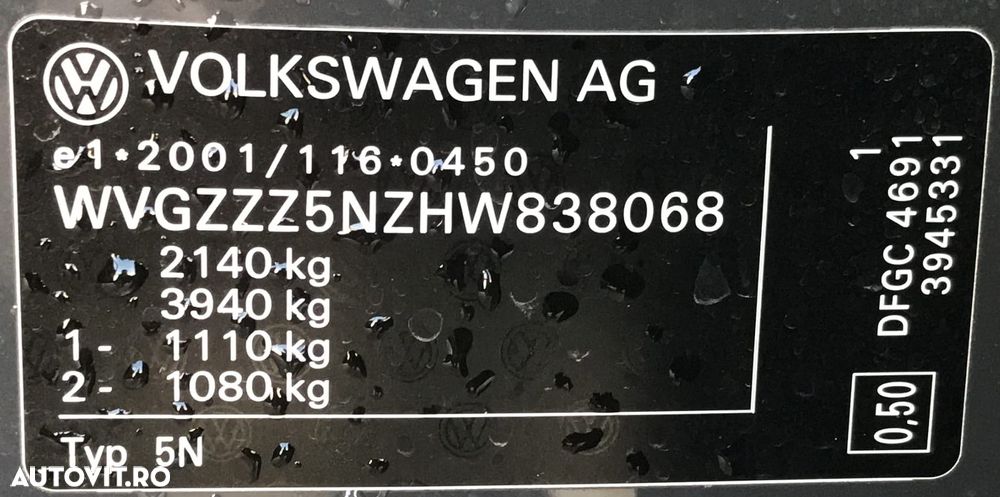 VOLKSWAGEN AG
e1*2001/116*0450
WVGZZZ5NZHW838068
2140 kg
3940 kg
1- 1110 kg
2- 1080 kg
Typ 5N
1
DFGC 4691
3945331
0,50
AUTOVIT.RO